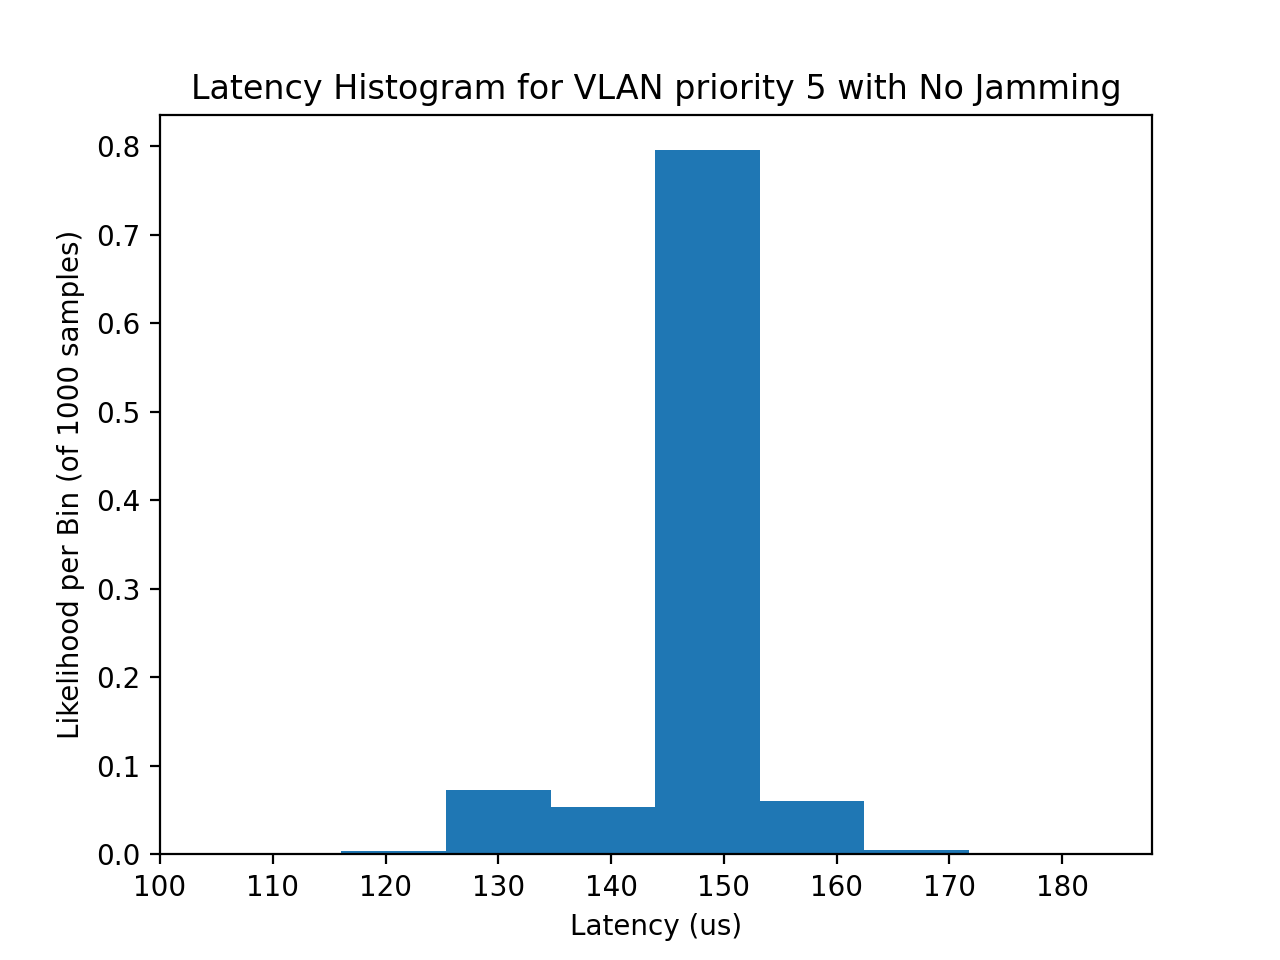 Latency Histogram for VLAN priority 5 with No Jamming
Likelihood per Bin (of 1000 samples)
0.8
0.7
0.6
0.5
0.4
0.3
0.2
0.1
0.0
100 110 120 130 140 150 160 170 180
Latency (us)